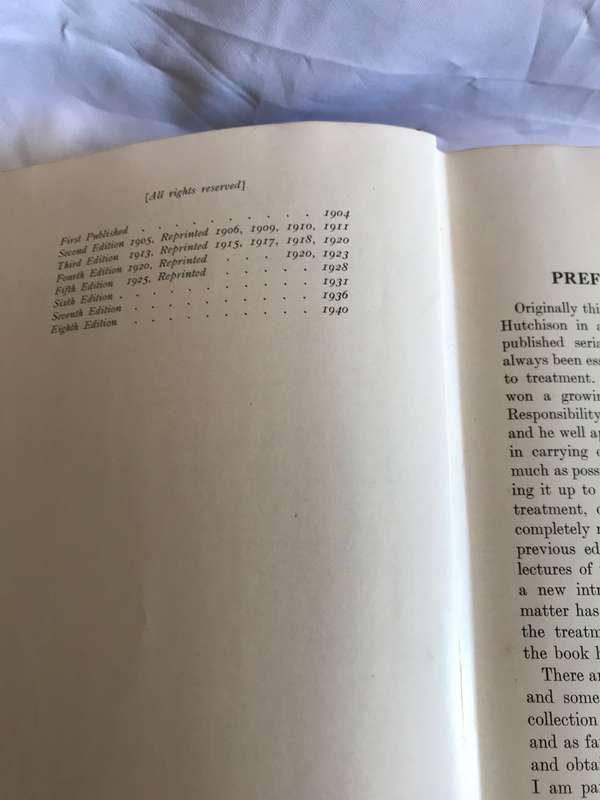 [All rights reserved]
First Published . . . . . . . . . 1904
Second Edition 1905, Reprinted 1906, 1909, 1910, 1911
Third Edition 1913, Reprinted 1915, 1917, 1918, 1920
Fourth Edition 1920, Reprinted . . . 1920, 1923
Fifth Edition 1925, Reprinted . . . . . 1928
Sixth Edition . . . . . . . . . 1931
Seventh Edition . . . . . . . . 1936
Eighth Edition . . . . . . . . 1940
PREF
Originally thi
Hutchison in a
published seria
always been ess
to treatment.
won a growin
Responsibility
and he well ap
in carrying o
much as poss
ing it up to
treatment, o
completely r
previous ed
lectures of
a new intr
matter has
the treatm
the book h
There ar
and some
collection
and as fa
and obta
I am pa